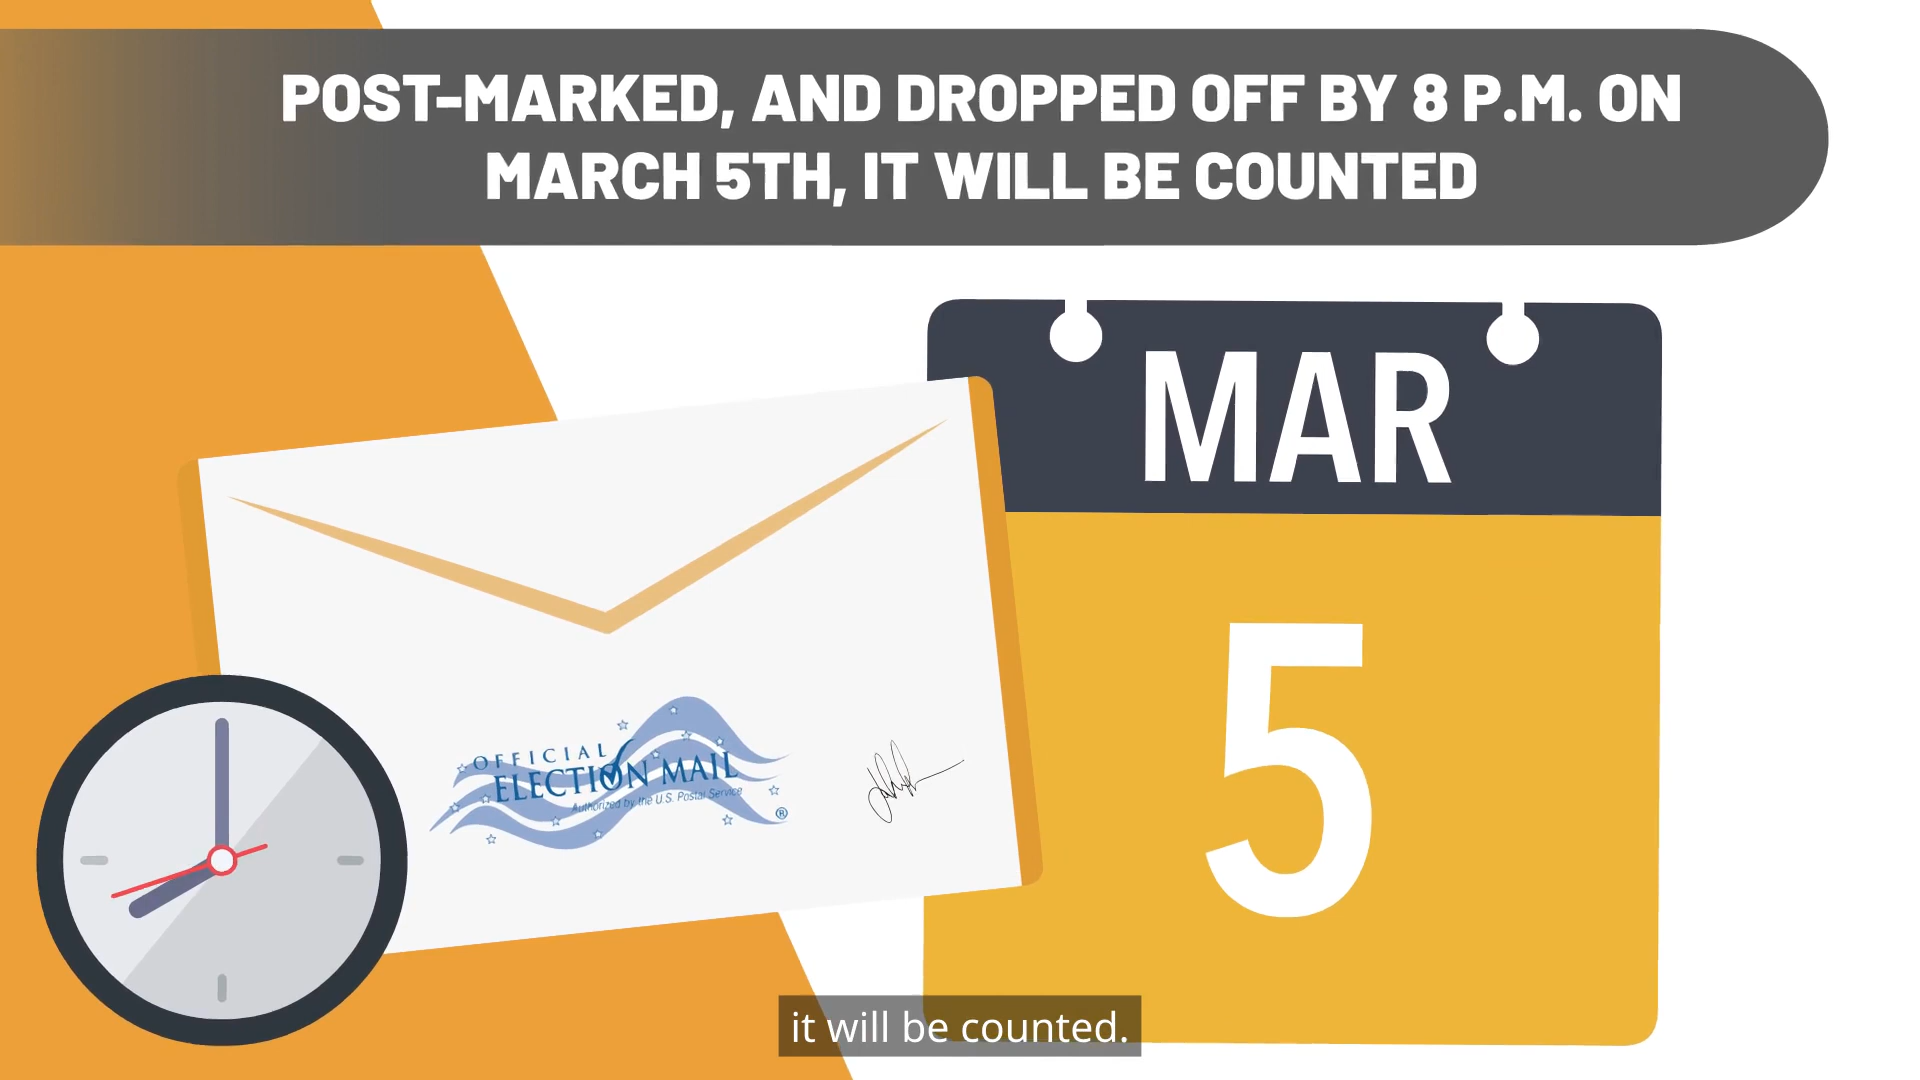 POST-MARKED, AND DROPPED OFF BY 8 P.M. ON
MARCH 5TH, IT WILL BE COUNTED
MAR
5
OFFICIAL
ELECTION MAIL
Authorized by the U.S. Postal Service
®
it will be counted.